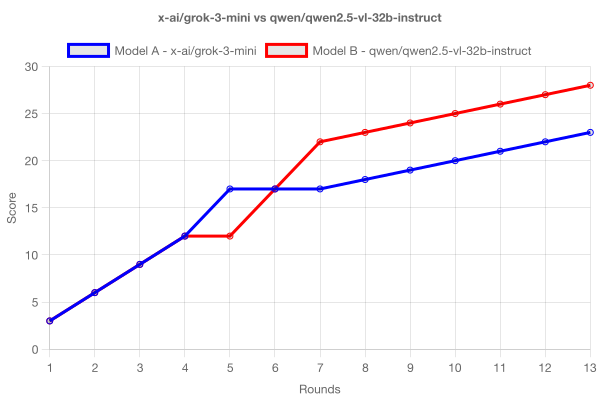 x-ai/grok-3-mini vs qwen/qwen2.5-vl-32b-instruct
Model A - x-ai/grok-3-mini Model B - qwen/qwen2.5-vl-32b-instruct
30
25
20
15
10
5
0
Score
1 2 3 4 5 6 7 8 9 10 11 12 13
Rounds